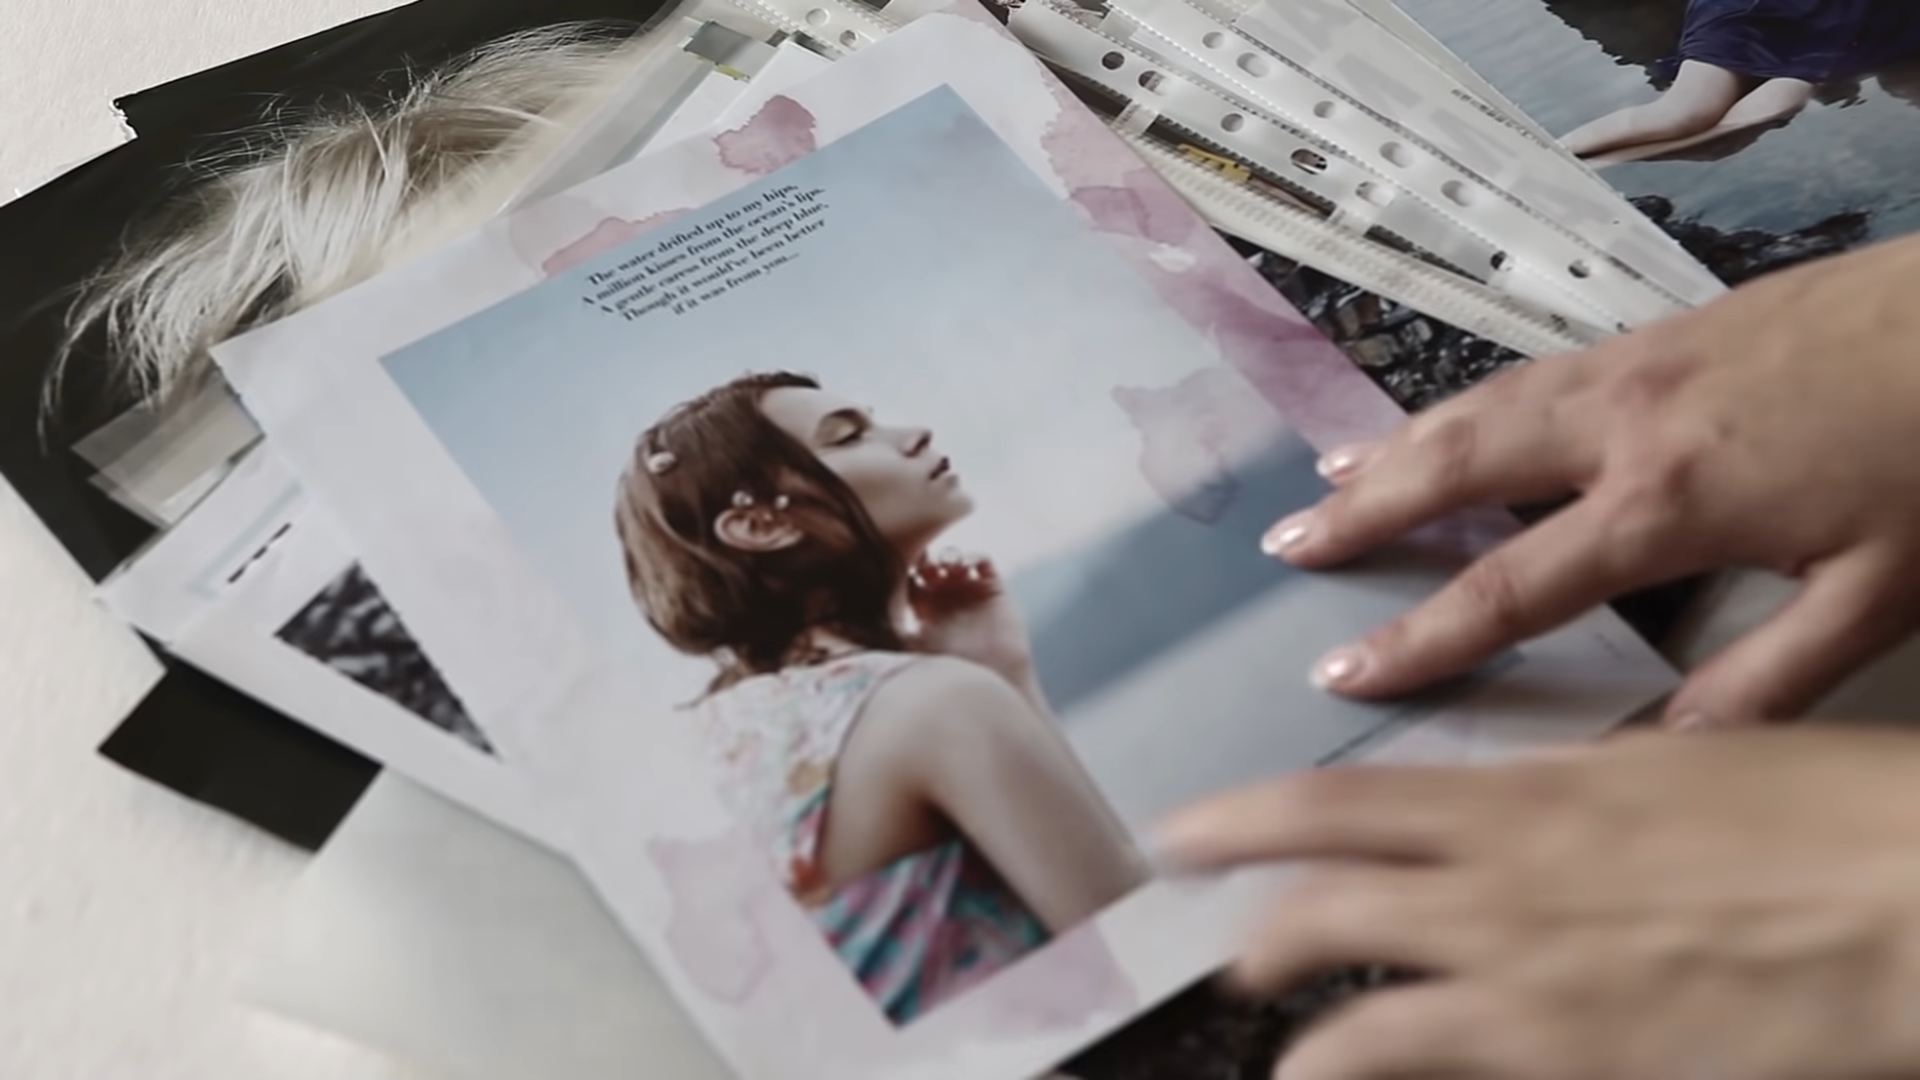 The water drifted up to my hips,
A million kisses from the ocean's lips.
A gentle caress from the deep blue,
Though it would've been better
if it was from you...